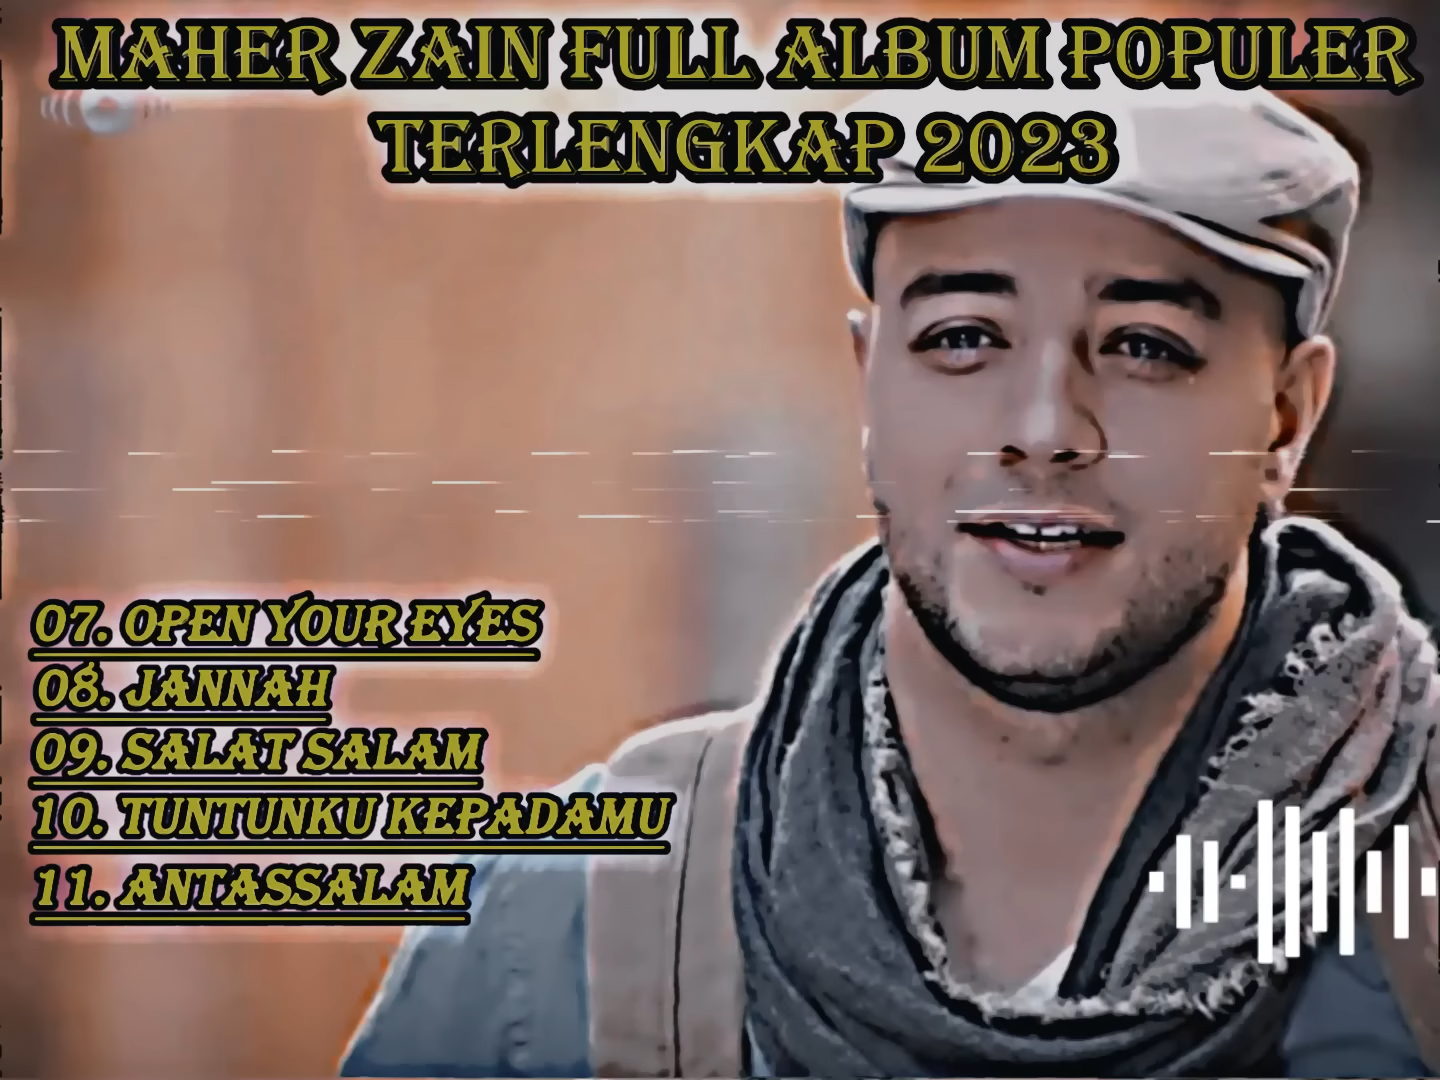 MAHER ZAIN FULL ALBUM POPULER
TERLENGKAP 2023
07. OPEN YOUR EYES
08. JANNAH
09. SALAT SALAM
10. TUNTUNKU KEPADAMU
11. ANTASSALAM